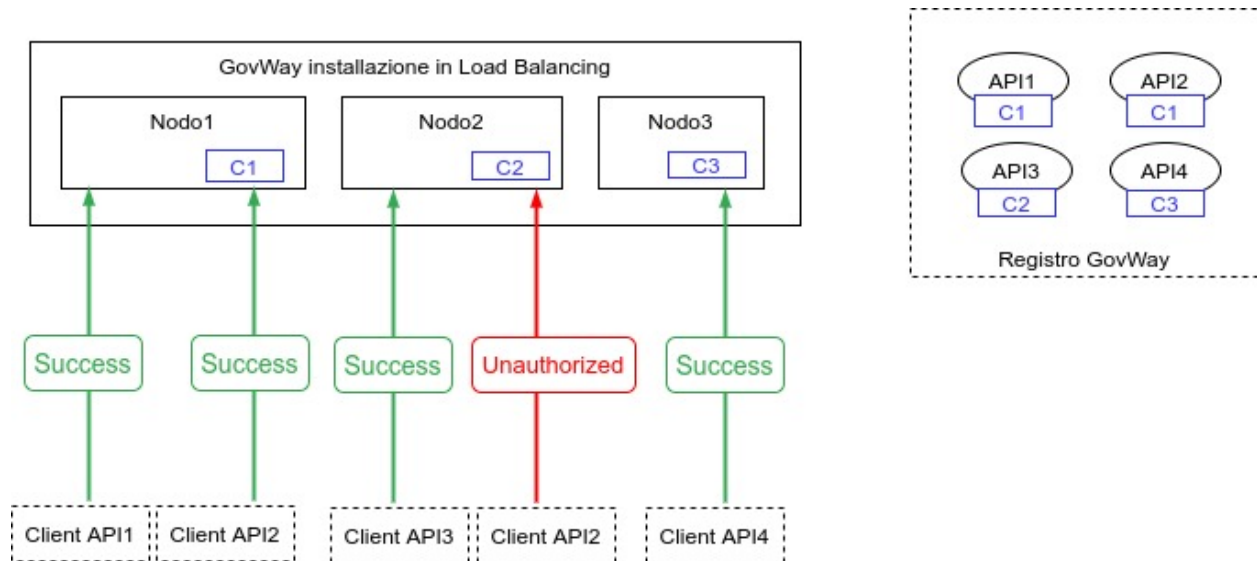 GovWay installazione in Load Balancing
Nodo1
C1
Nodo2
C2
Nodo3
C3
Success
Success
Success
Unauthorized
Success
Client API1
Client API2
Client API3
Client API2
Client API4
API1
C1
API2
C1
API3
C2
API4
C3
Registro GovWay